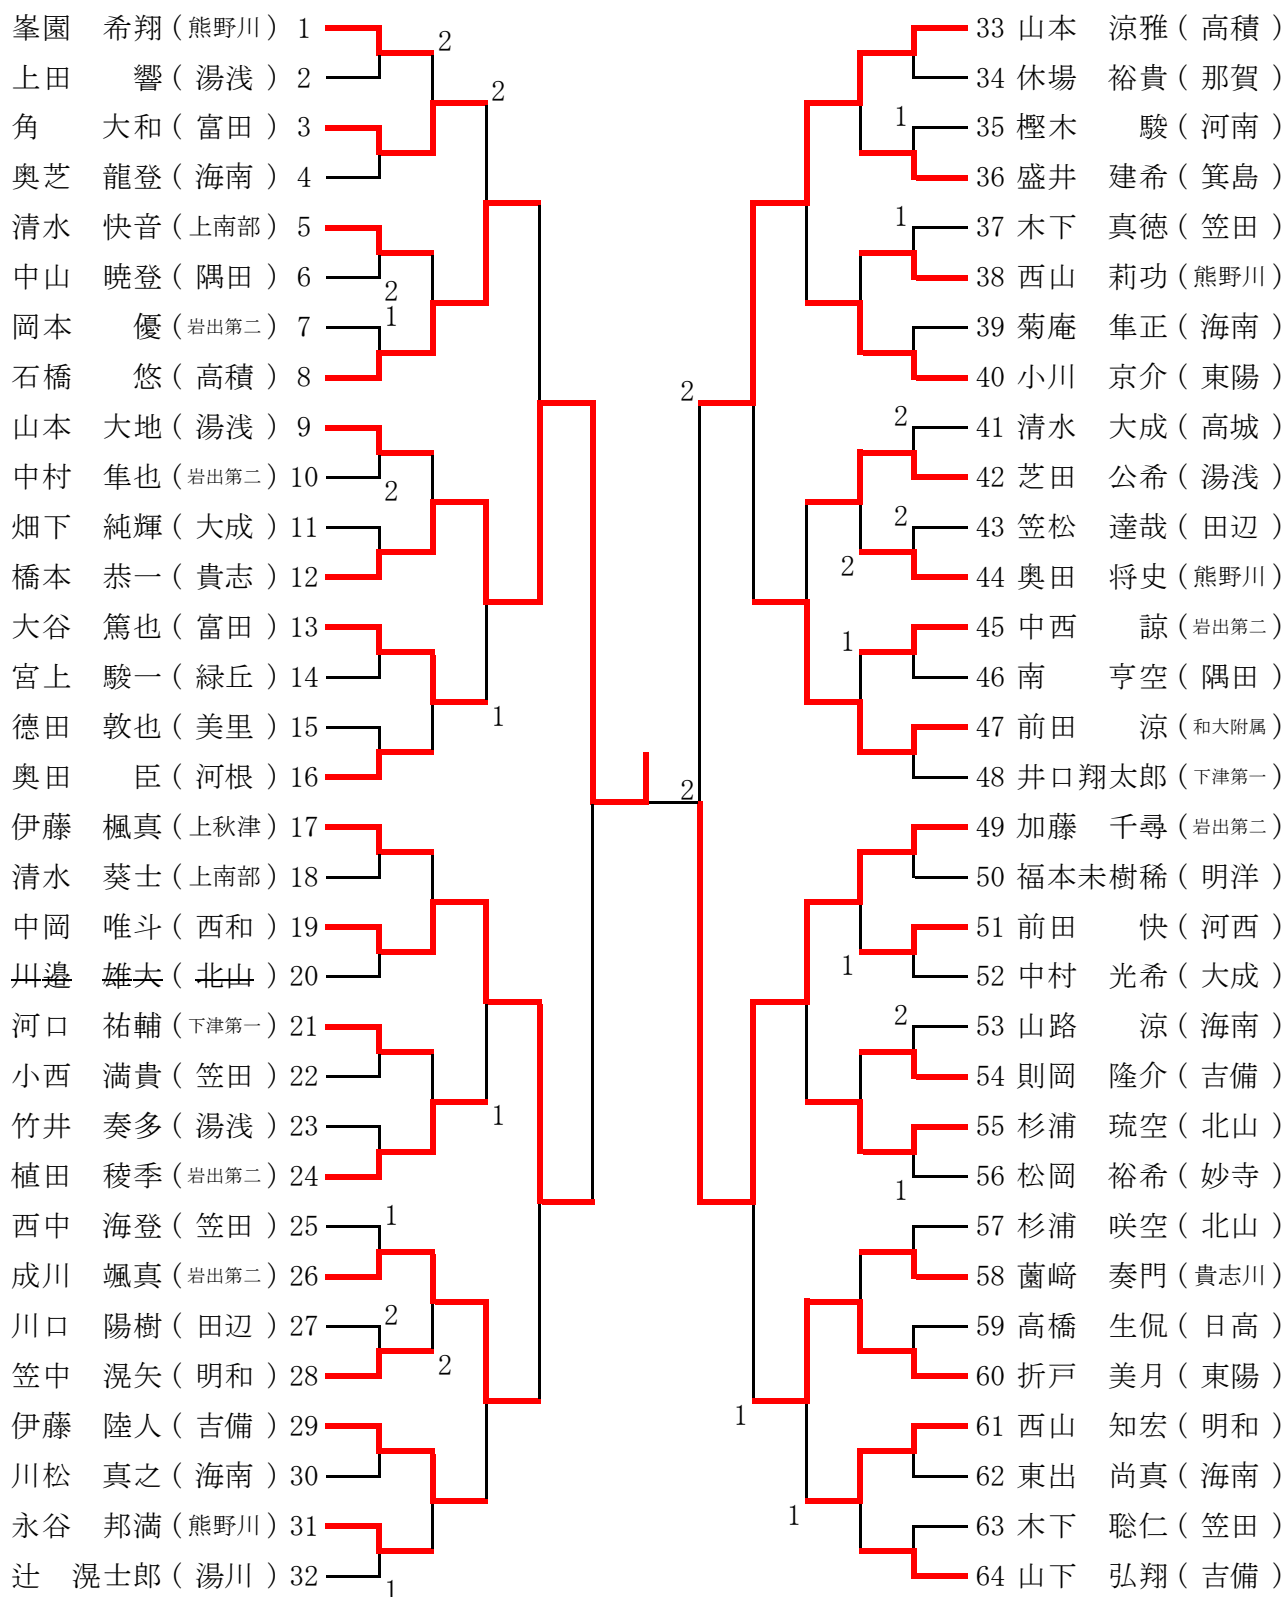 峯園 希翔 ( 熊野川 ) 1
上田 響 ( 湯浅 ) 2
角 大和 ( 富田 ) 3
奥芝 龍登 ( 海南 ) 4
清水 快音 ( 上南部 ) 5
中山 暁登 ( 隅田 ) 6
岡本 優 ( 岩出第二 ) 7
石橋 悠 ( 高積 ) 8
山本 大地 ( 湯浅 ) 9
中村 隼也 ( 岩出第二 ) 10
畑下 純輝 ( 大成 ) 11
橋本 恭一 ( 貴志 ) 12
大谷 篤也 ( 富田 ) 13
宮上 駿一 ( 緑丘 ) 14
德田 敦也 ( 美里 ) 15
奥田 臣 ( 河根 ) 16
伊藤 楓真 ( 上秋津 ) 17
清水 葵士 ( 上南部 ) 18
中岡 唯斗 ( 西和 ) 19
川邉 雄大 ( 北山 ) 20
河口 祐輔 ( 下津第一 ) 21
小西 満貴 ( 笠田 ) 22
竹井 奏多 ( 湯浅 ) 23
植田 稜季 ( 岩出第二 ) 24
西中 海登 ( 笠田 ) 25
成川 颯真 ( 岩出第二 ) 26
川口 陽樹 ( 田辺 ) 27
笠中 滉矢 ( 明和 ) 28
伊藤 陸人 ( 吉備 ) 29
川松 真之 ( 海南 ) 30
永谷 邦満 ( 熊野川 ) 31
辻 滉士郎 ( 湯川 ) 32
2
2
2
1
2
1
1
1
2
2
1
2
2
1
1
2
2
2
1
1
2
1
1
1
33 山本 涼雅 ( 高積 )
34 休場 裕貴 ( 那賀 )
35 樫木 駿 ( 河南 )
36 盛井 建希 ( 箕島 )
37 木下 真徳 ( 笠田 )
38 西山 莉功 ( 熊野川 )
39 菊庵 隼正 ( 海南 )
40 小川 京介 ( 東陽 )
41 清水 大成 ( 高城 )
42 芝田 公希 ( 湯浅 )
43 笠松 達哉 ( 田辺 )
44 奥田 将史 ( 熊野川 )
45 中西 諒 ( 岩出第二 )
46 南 亨空 ( 隅田 )
47 前田 涼 ( 和大附属 )
48 井口翔太郎 ( 下津第一 )
49 加藤 千尋 ( 岩出第二 )
50 福本未樹稀 ( 明洋 )
51 前田 快 ( 河西 )
52 中村 光希 ( 大成 )
53 山路 涼 ( 海南 )
54 則岡 隆介 ( 吉備 )
55 杉浦 琉空 ( 北山 )
56 松岡 裕希 ( 妙寺 )
57 杉浦 咲空 ( 北山 )
58 薗﨑 奏門 ( 貴志川 )
59 高橋 生侃 ( 日高 )
60 折戸 美月 ( 東陽 )
61 西山 知宏 ( 明和 )
62 東出 尚真 ( 海南 )
63 木下 聡仁 ( 笠田 )
64 山下 弘翔 ( 吉備 )